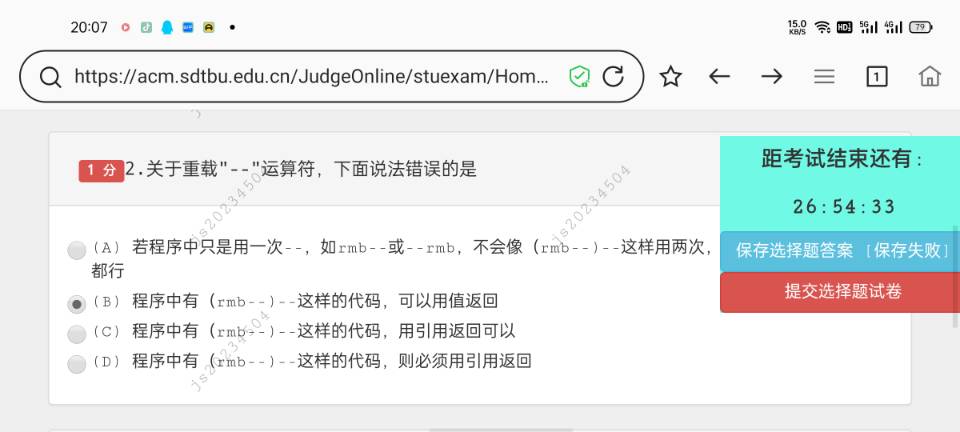 20:07
15.0 KB/S HD2 5G 4G 79
https://acm.sdtbu.edu.cn/JudgeOnline/stuexam/Hom...
1
js20234504
1 分 2.关于重载"--"运算符，下面说法错误的是
距考试结束还有：
26:54:33
js20234504
(A) 若程序中只是用一次--，如rmb--或--rmb，不会像（rmb--)--这样用两次，
都行
保存选择题答案 [保存失败]
(B) 程序中有（rmb--)--这样的代码，可以用值返回
提交选择题试卷
(C) 程序中有（rmb--)--这样的代码，用引用返回可以
(D) 程序中有（rmb--)--这样的代码，则必须用引用返回
js20234504